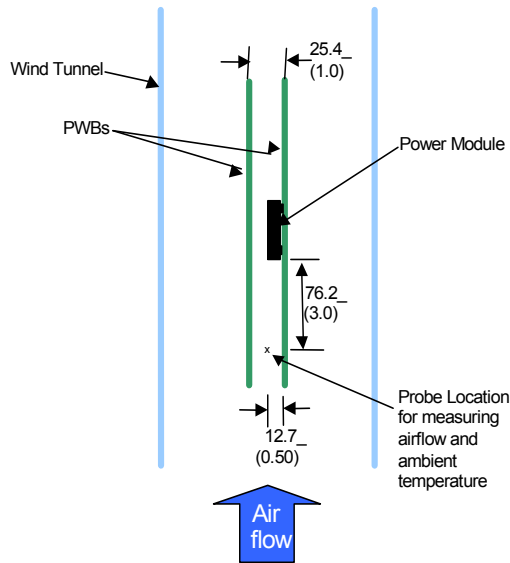 25.4_
(1.0)
Wind Tunnel
PWBs
Power Module
76.2_
(3.0)
x
Probe Location
for measuring
airflow and
ambient
temperature
12.7_
(0.50)
Air
flow